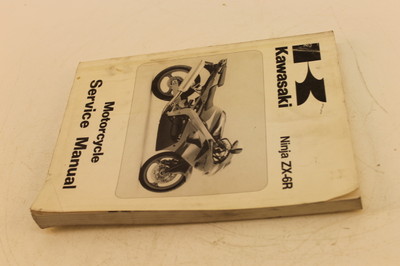 Kawasaki
Ninja ZX-6R
Motorcycle
Service Manual